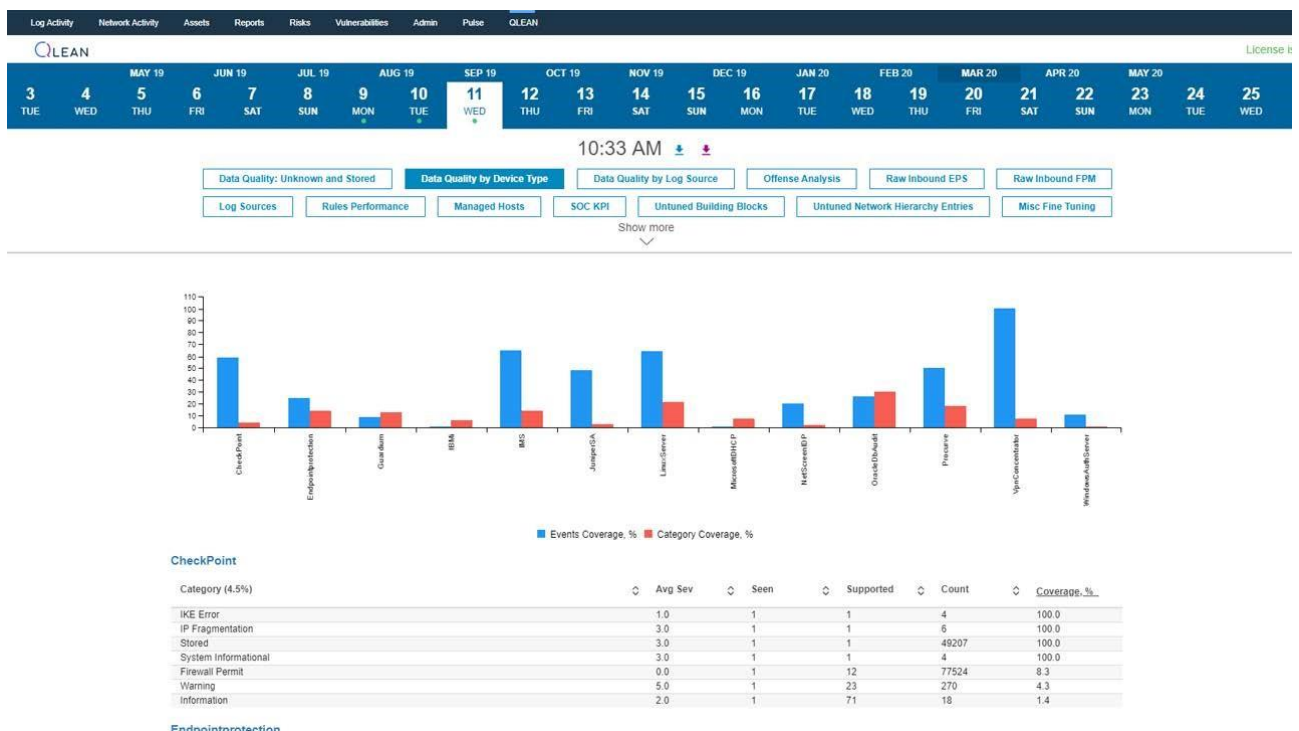 Log Activity Network Activity Assets Reports Risks Vulnerabilities Admin Pulse QLEAN
QLEAN
License is
MAY 19 JUN 19 JUL 19 AUG 19 SEP 19 OCT 19 NOV 19 DEC 19 JAN 20 FEB 20 MAR 20 APR 20 MAY 20
3 4 5 6 7 8 9 10 11 12 13 14 15 16 17 18 19 20 21 22 23 24 25
TUE WED THU FRI SAT SUN MON TUE WED THU FRI SAT SUN MON TUE WED THU FRI SAT SUN MON TUE WED
10:33 AM
Data Quality: Unknown and Stored Data Quality by Device Type Data Quality by Log Source Offense Analysis Raw Inbound EPS Raw Inbound FPM
Log Sources Rules Performance Managed Hosts SOC KPI Untuned Building Blocks Untuned Network Hierarchy Entries Misc Fine Tuning
Show more
110
100
90
80
70
60
50
40
30
20
10
0
CheckPoint
Endpointprotection
Guardium
IBMi
IMS
JuniperSA
LinuxServer
MicrosoftDHCP
NetScreenIDP
OracleDbAudit
Procurve
VpnConcentrator
WindowsAuthServer
Events Coverage, % Category Coverage, %
CheckPoint
Category (4.5%) Avg Sev Seen Supported Count Coverage, %
IKE Error 1.0 1 1 4 100.0
IP Fragmentation 3.0 1 1 6 100.0
Stored 3.0 1 1 49207 100.0
System Informational 3.0 1 1 4 100.0
Firewall Permit 0.0 1 12 77524 8.3
Warning 5.0 1 23 270 4.3
Information 2.0 1 71 18 1.4
Endpointprotection